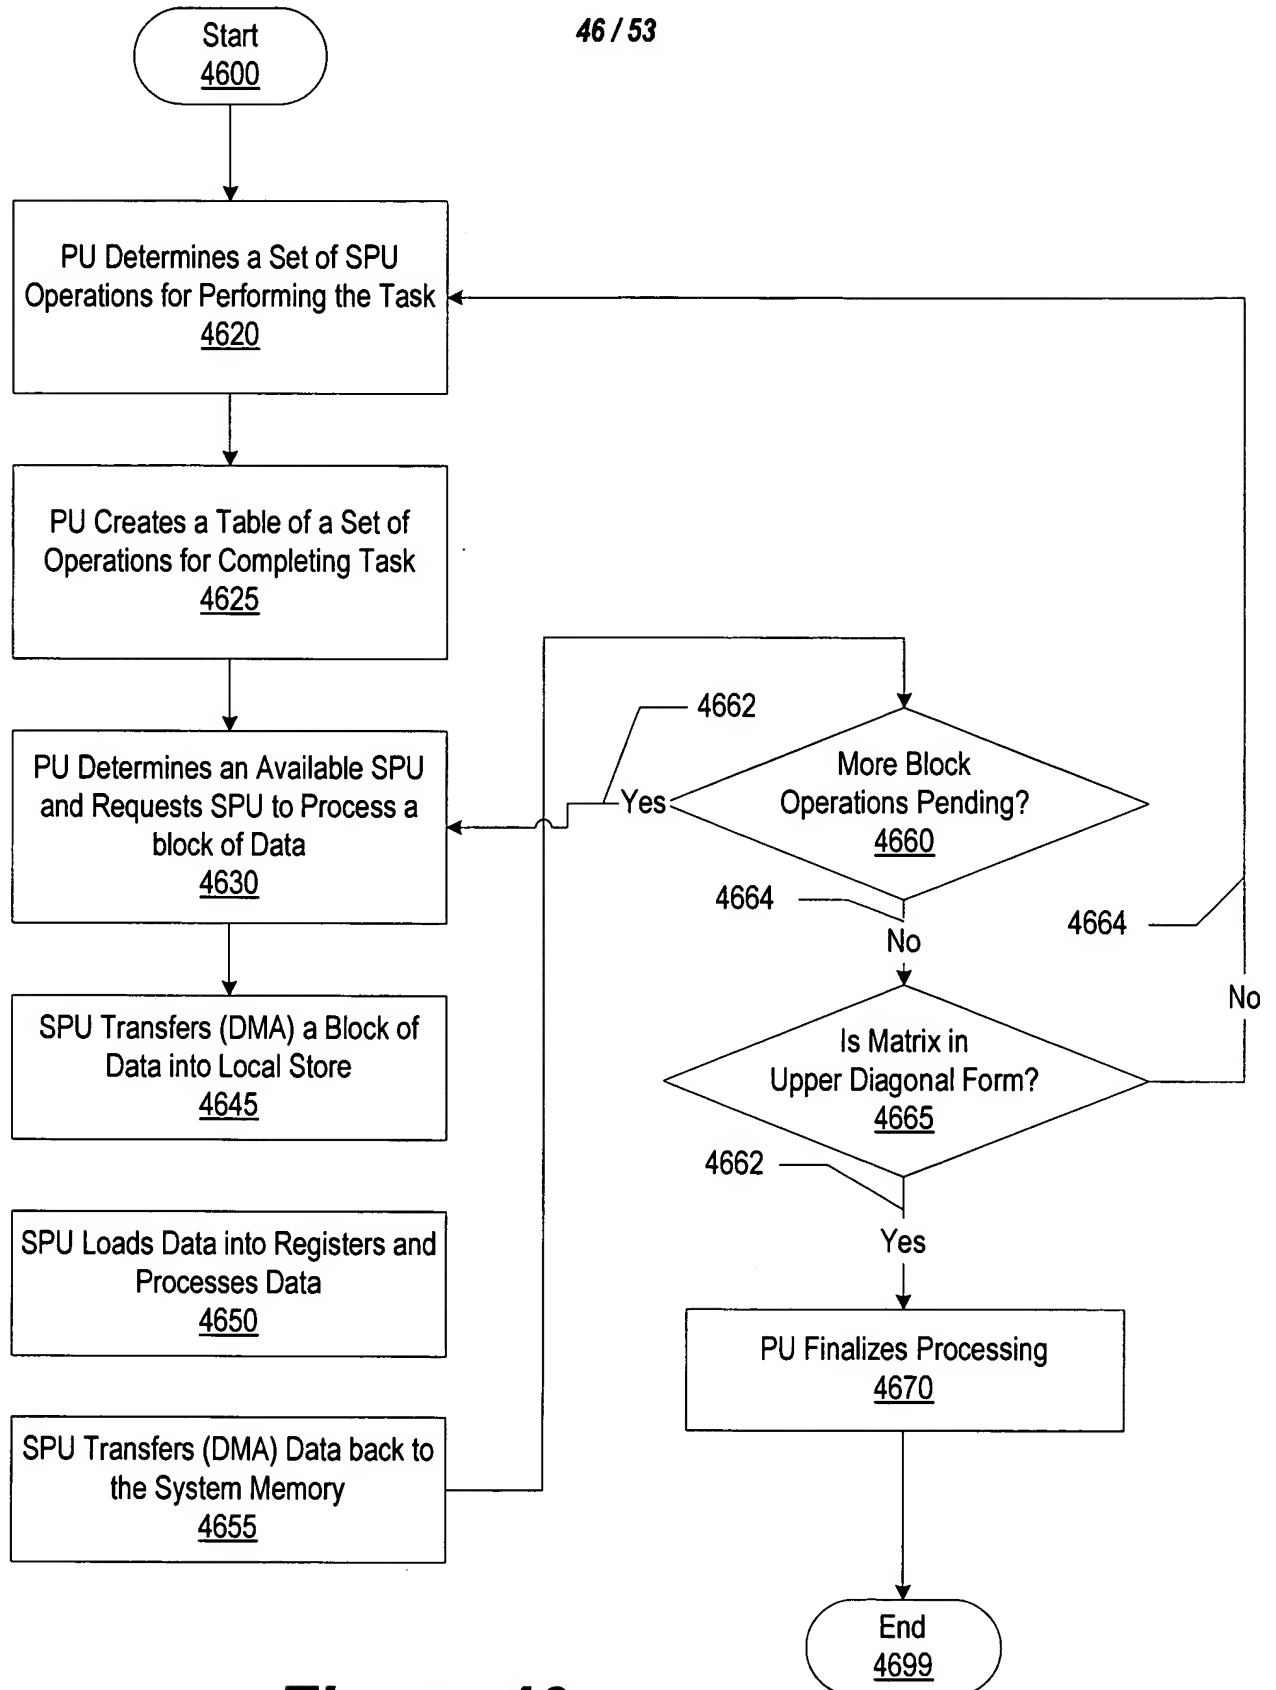 46 / 53
Start
4600
PU Determines a Set of SPU
Operations for Performing the Task
4620
PU Creates a Table of a Set of
Operations for Completing Task
4625
PU Determines an Available SPU
and Requests SPU to Process a
block of Data
4630
SPU Transfers (DMA) a Block of
Data into Local Store
4645
SPU Loads Data into Registers and
Processes Data
4650
SPU Transfers (DMA) Data back to
the System Memory
4655
4662
More Block
Operations Pending?
4660
Yes
4664
No
4664
No
Is Matrix in
Upper Diagonal Form?
4665
4662
Yes
PU Finalizes Processing
4670
End
4699